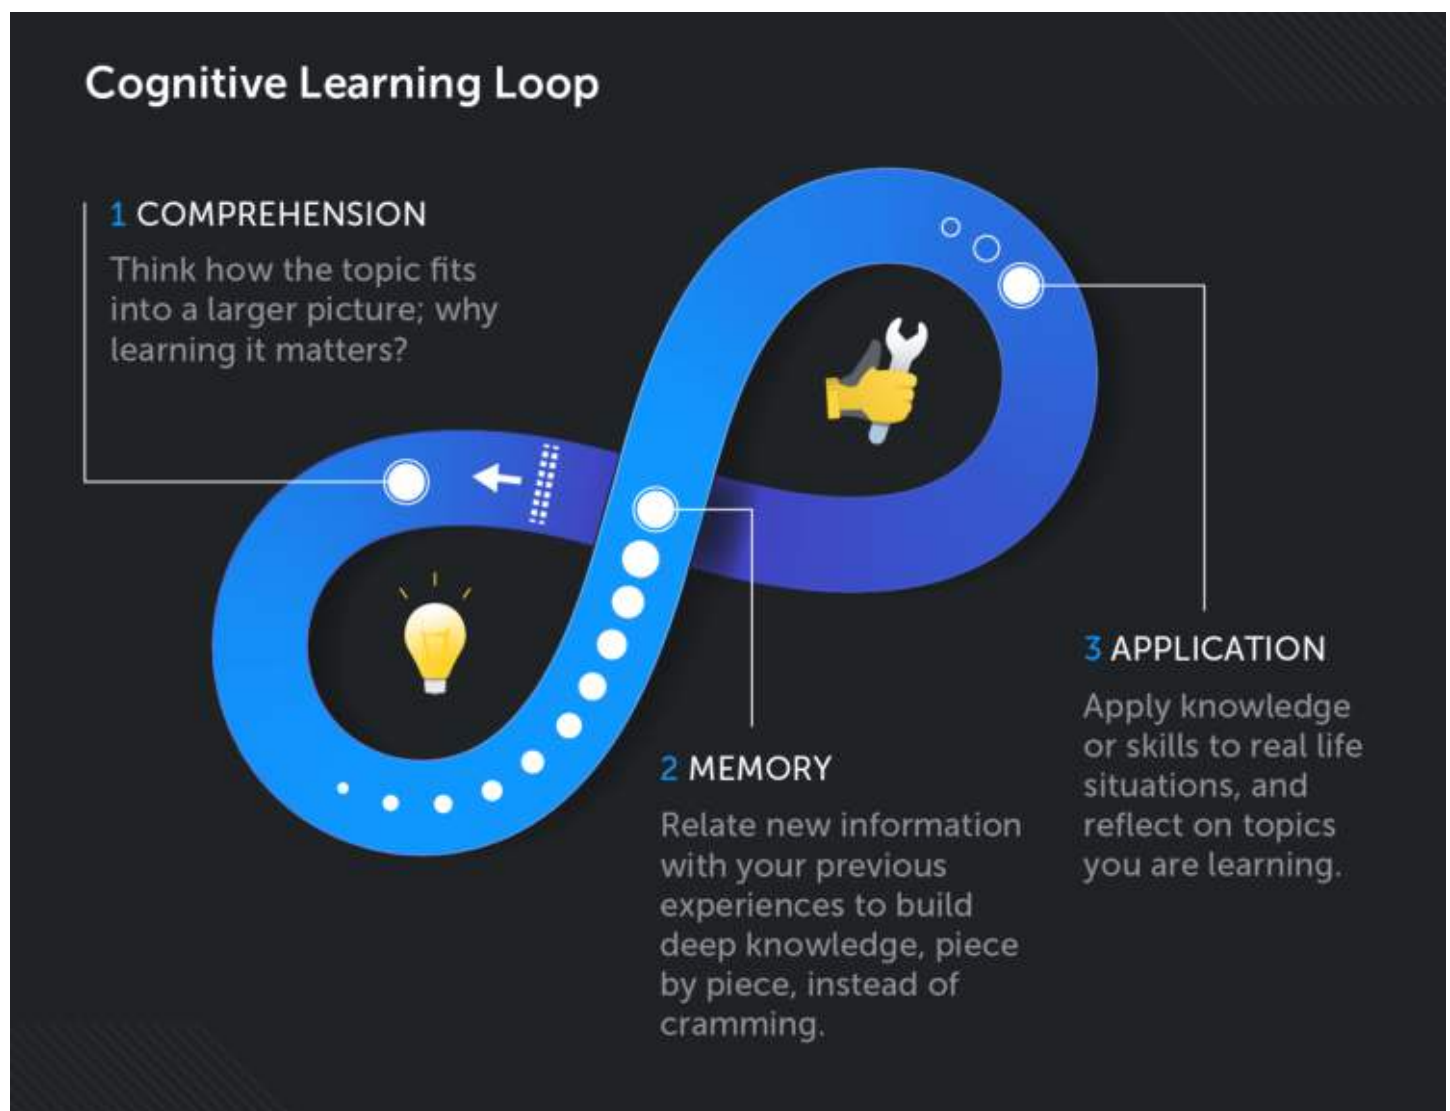 Cognitive Learning Loop
1 COMPREHENSION
Think how the topic fits
into a larger picture; why
learning it matters?
2 MEMORY
Relate new information
with your previous
experiences to build
deep knowledge, piece
by piece, instead of
cramming.
3 APPLICATION
Apply knowledge
or skills to real life
situations, and
reflect on topics
you are learning.